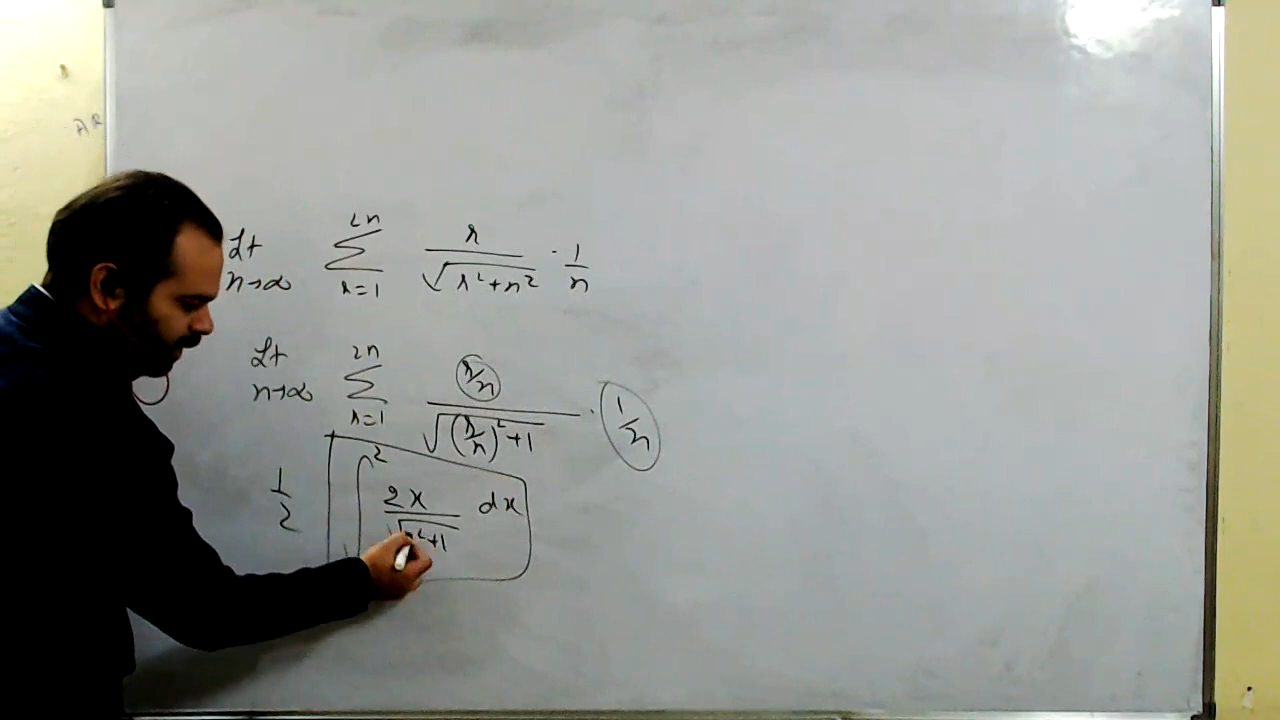 AR
Lt n→∞ 2n ∑ r=1 r/√(r²+n²) · 1/n
Lt n→∞ 2n ∑ r=1 (r/n)/√((r/n)²+1) · 1/n
1/2 ∫ 2 2x/√(x²+1) dx